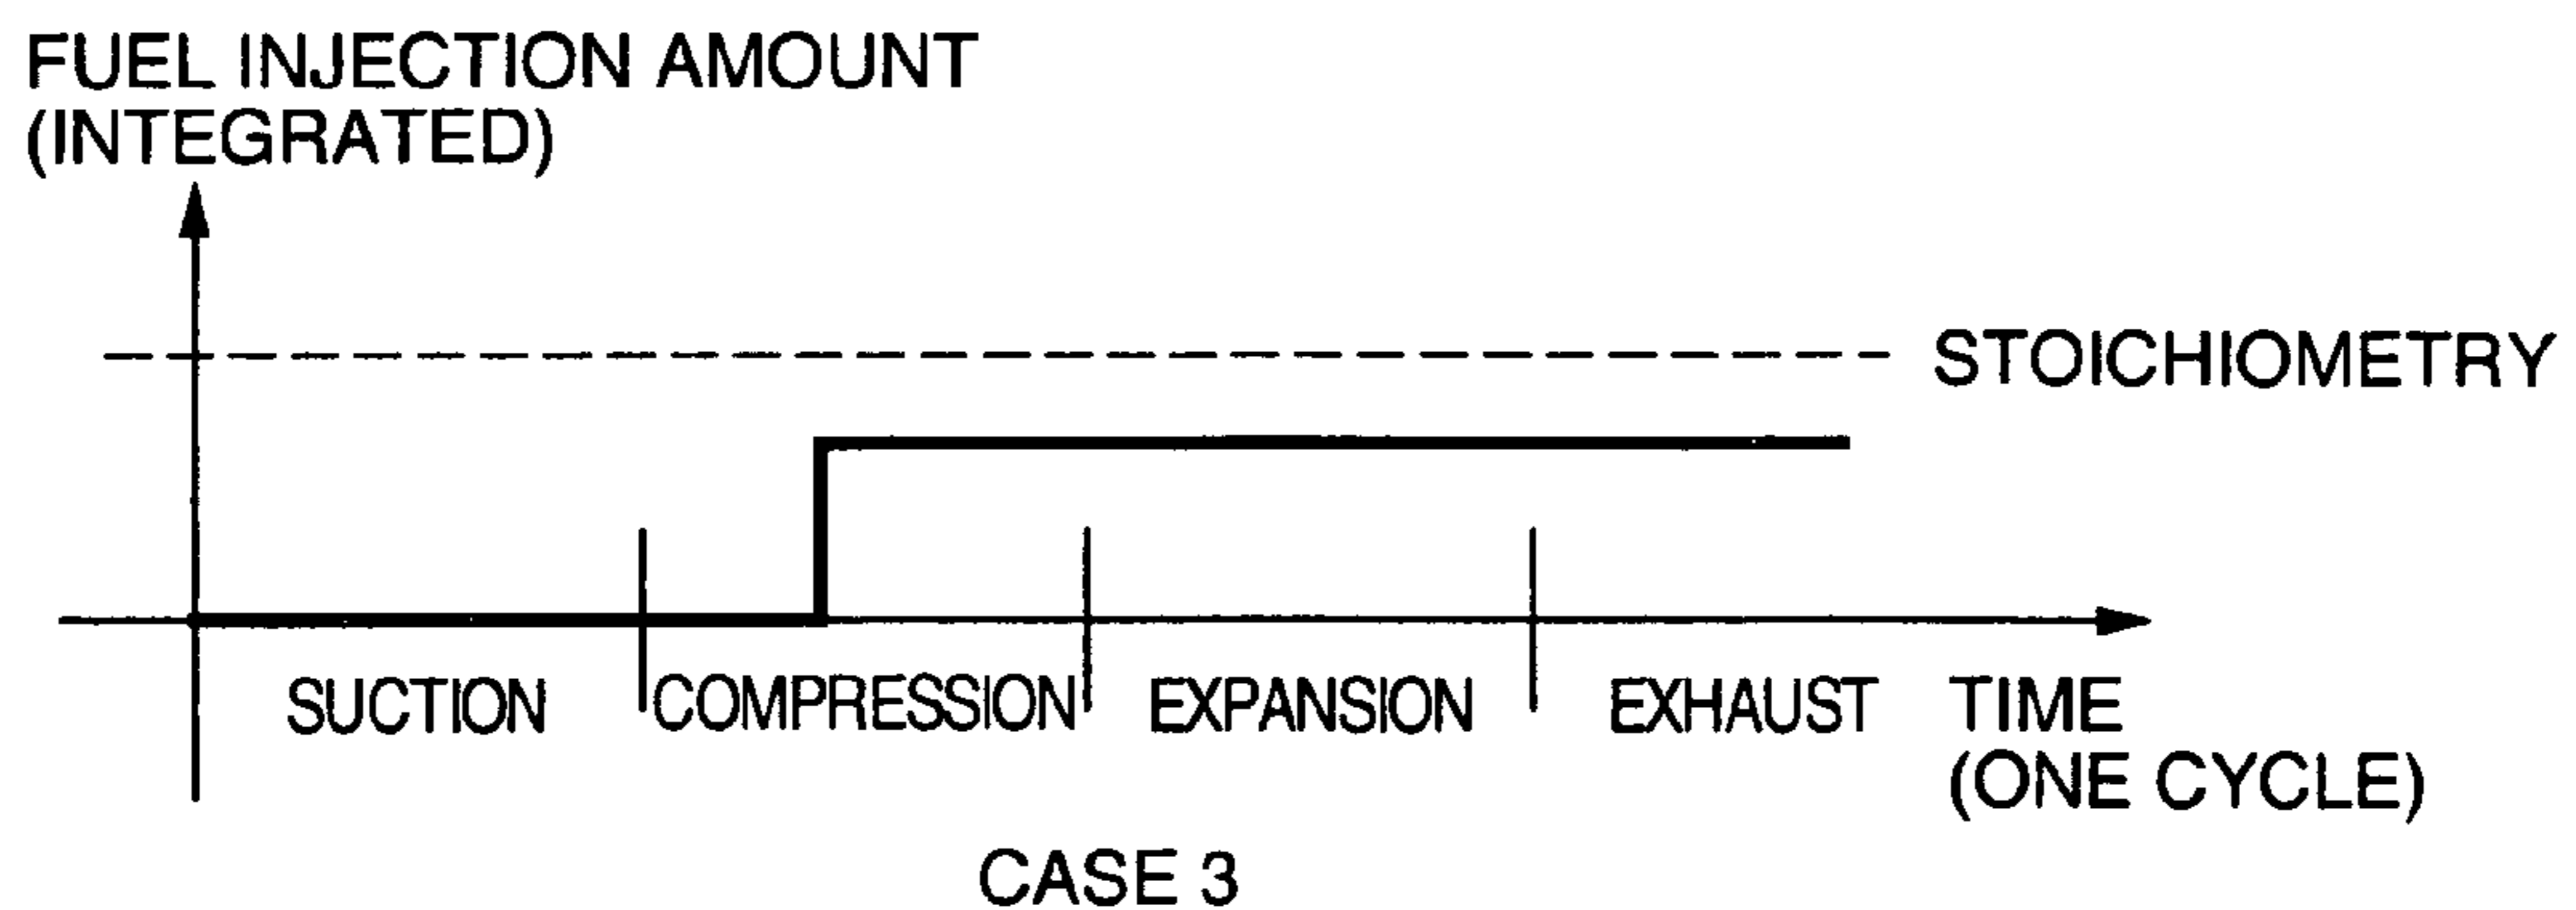 FUEL INJECTION AMOUNT
(INTEGRATED)
STOICHIOMETRY
SUCTION COMPRESSION EXPANSION EXHAUST TIME
(ONE CYCLE)
CASE 3